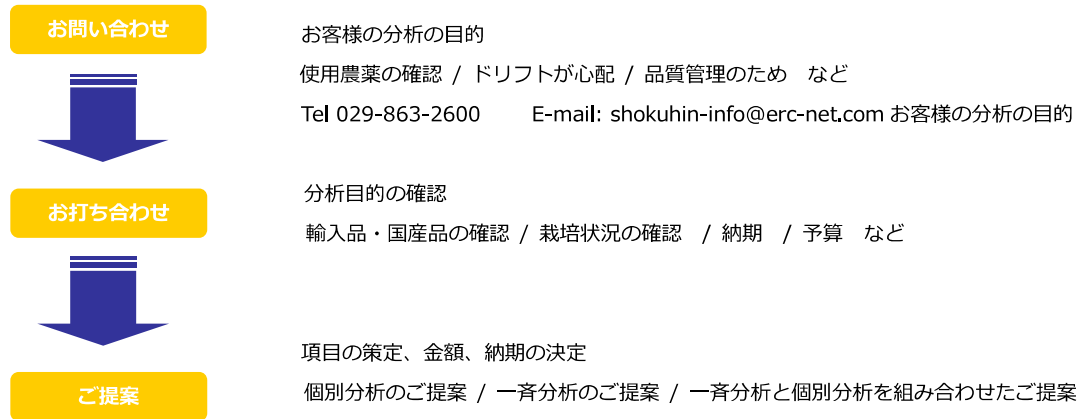 お問い合わせ
お客様の分析の目的
使用農薬の確認 / ドリフトが心配 / 品質管理のため　など
Tel 029-863-2600　　E-mail: shokuhin-info@erc-net.com お客様の分析の目的
お打ち合わせ
分析目的の確認
輸入品・国産品の確認 / 栽培状況の確認　/ 納期　/ 予算　など
項目の策定、金額、納期の決定
ご提案
個別分析のご提案 / 一斉分析のご提案 / 一斉分析と個別分析を組み合わせたご提案